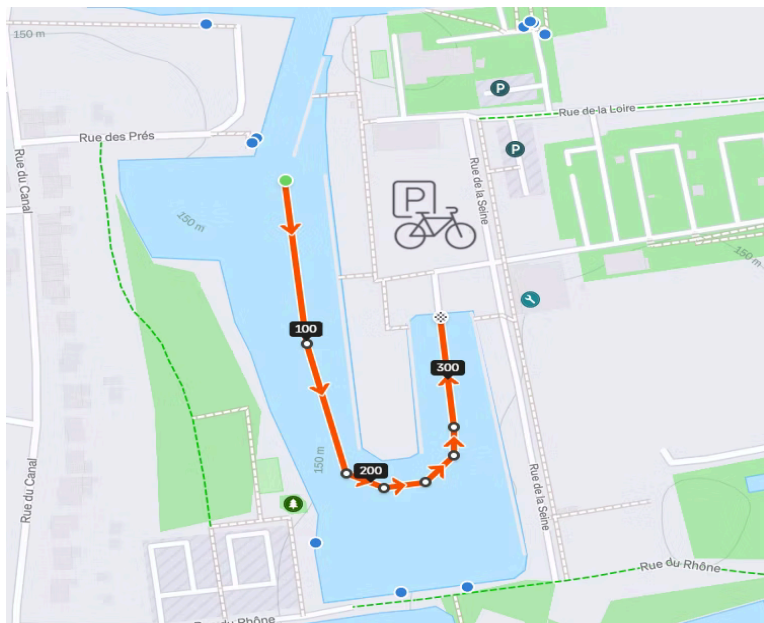 150 m
P
Rue de la Loire
Rue des Prés
P
Rue du Canal
Rue de la Seine
P
150 m
150 m
100
300
150 m
200
Rue du Canal
Rue de la Seine
Rue du Rhône
Rue du Rhône